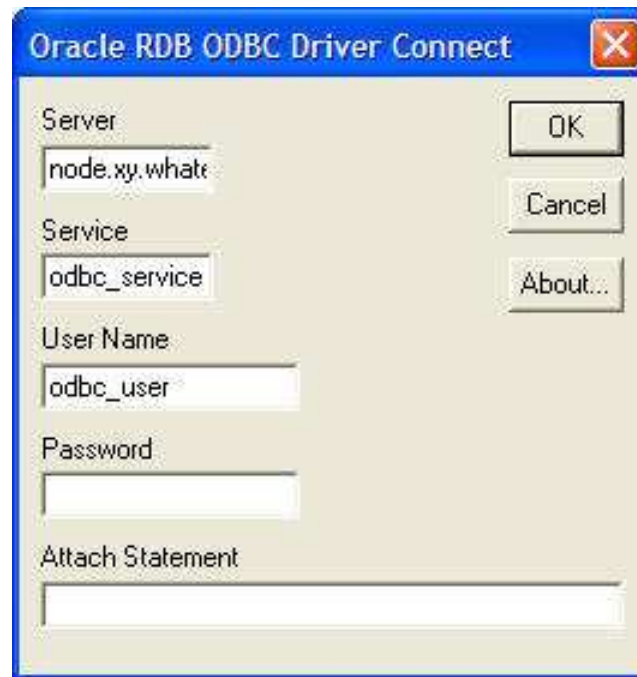 Oracle RDB ODBC Driver Connect
Server
OK
node.xy.what
Cancel
Service
odbc_service
About...
User Name
odbc_user
Password
Attach Statement